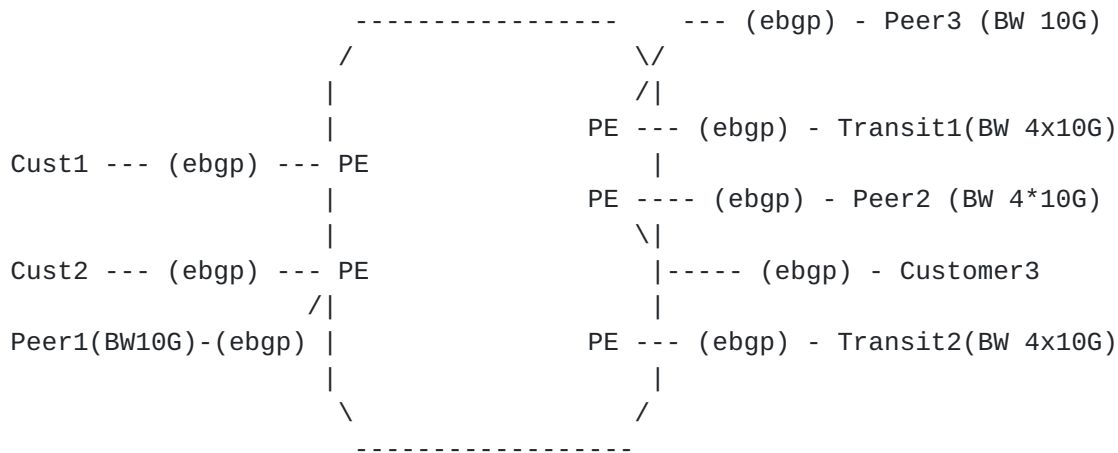 ----------------- --- (ebgp) - Peer3 (BW 10G)
/ \/
| /|
| PE --- (ebgp) - Transit1(BW 4x10G)
Cust1 --- (ebgp) --- PE |
| PE ---- (ebgp) - Peer2 (BW 4*10G)
| \|
Cust2 --- (ebgp) --- PE |----- (ebgp) - Customer3
/| |
Peer1(BW10G)-(ebgp) | PE --- (ebgp) - Transit2(BW 4x10G)
| |
\ /
------------------